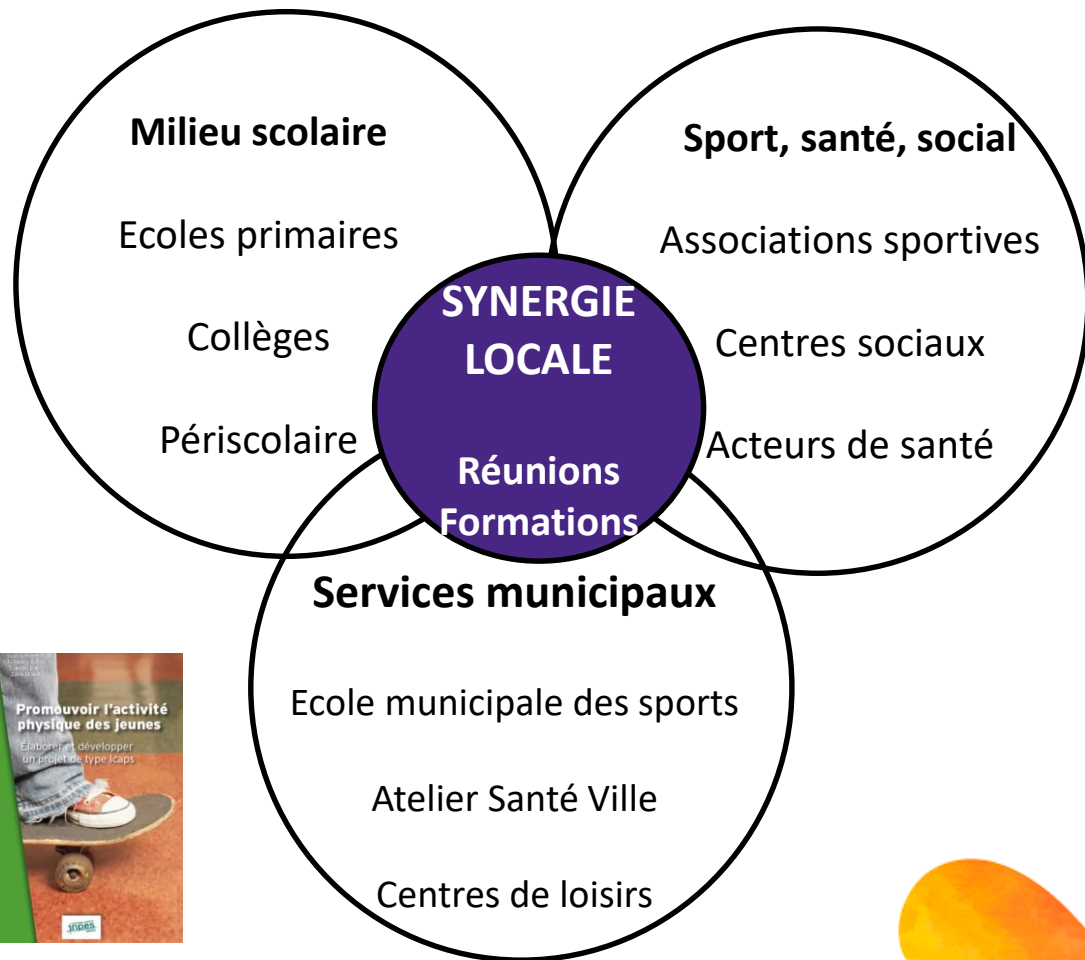 Milieu scolaire
Ecoles primaires
Collèges
Périscolaire
Sport, santé, social
Associations sportives
Centres sociaux
Acteurs de santé
SYNERGIE
LOCALE
Réunions
Formations
Services municipaux
Ecole municipale des sports
Atelier Santé Ville
Centres de loisirs
Promouvoir l'activité
physique des jeunes
Élaborer et développer
un projet de type Icaps
inpes